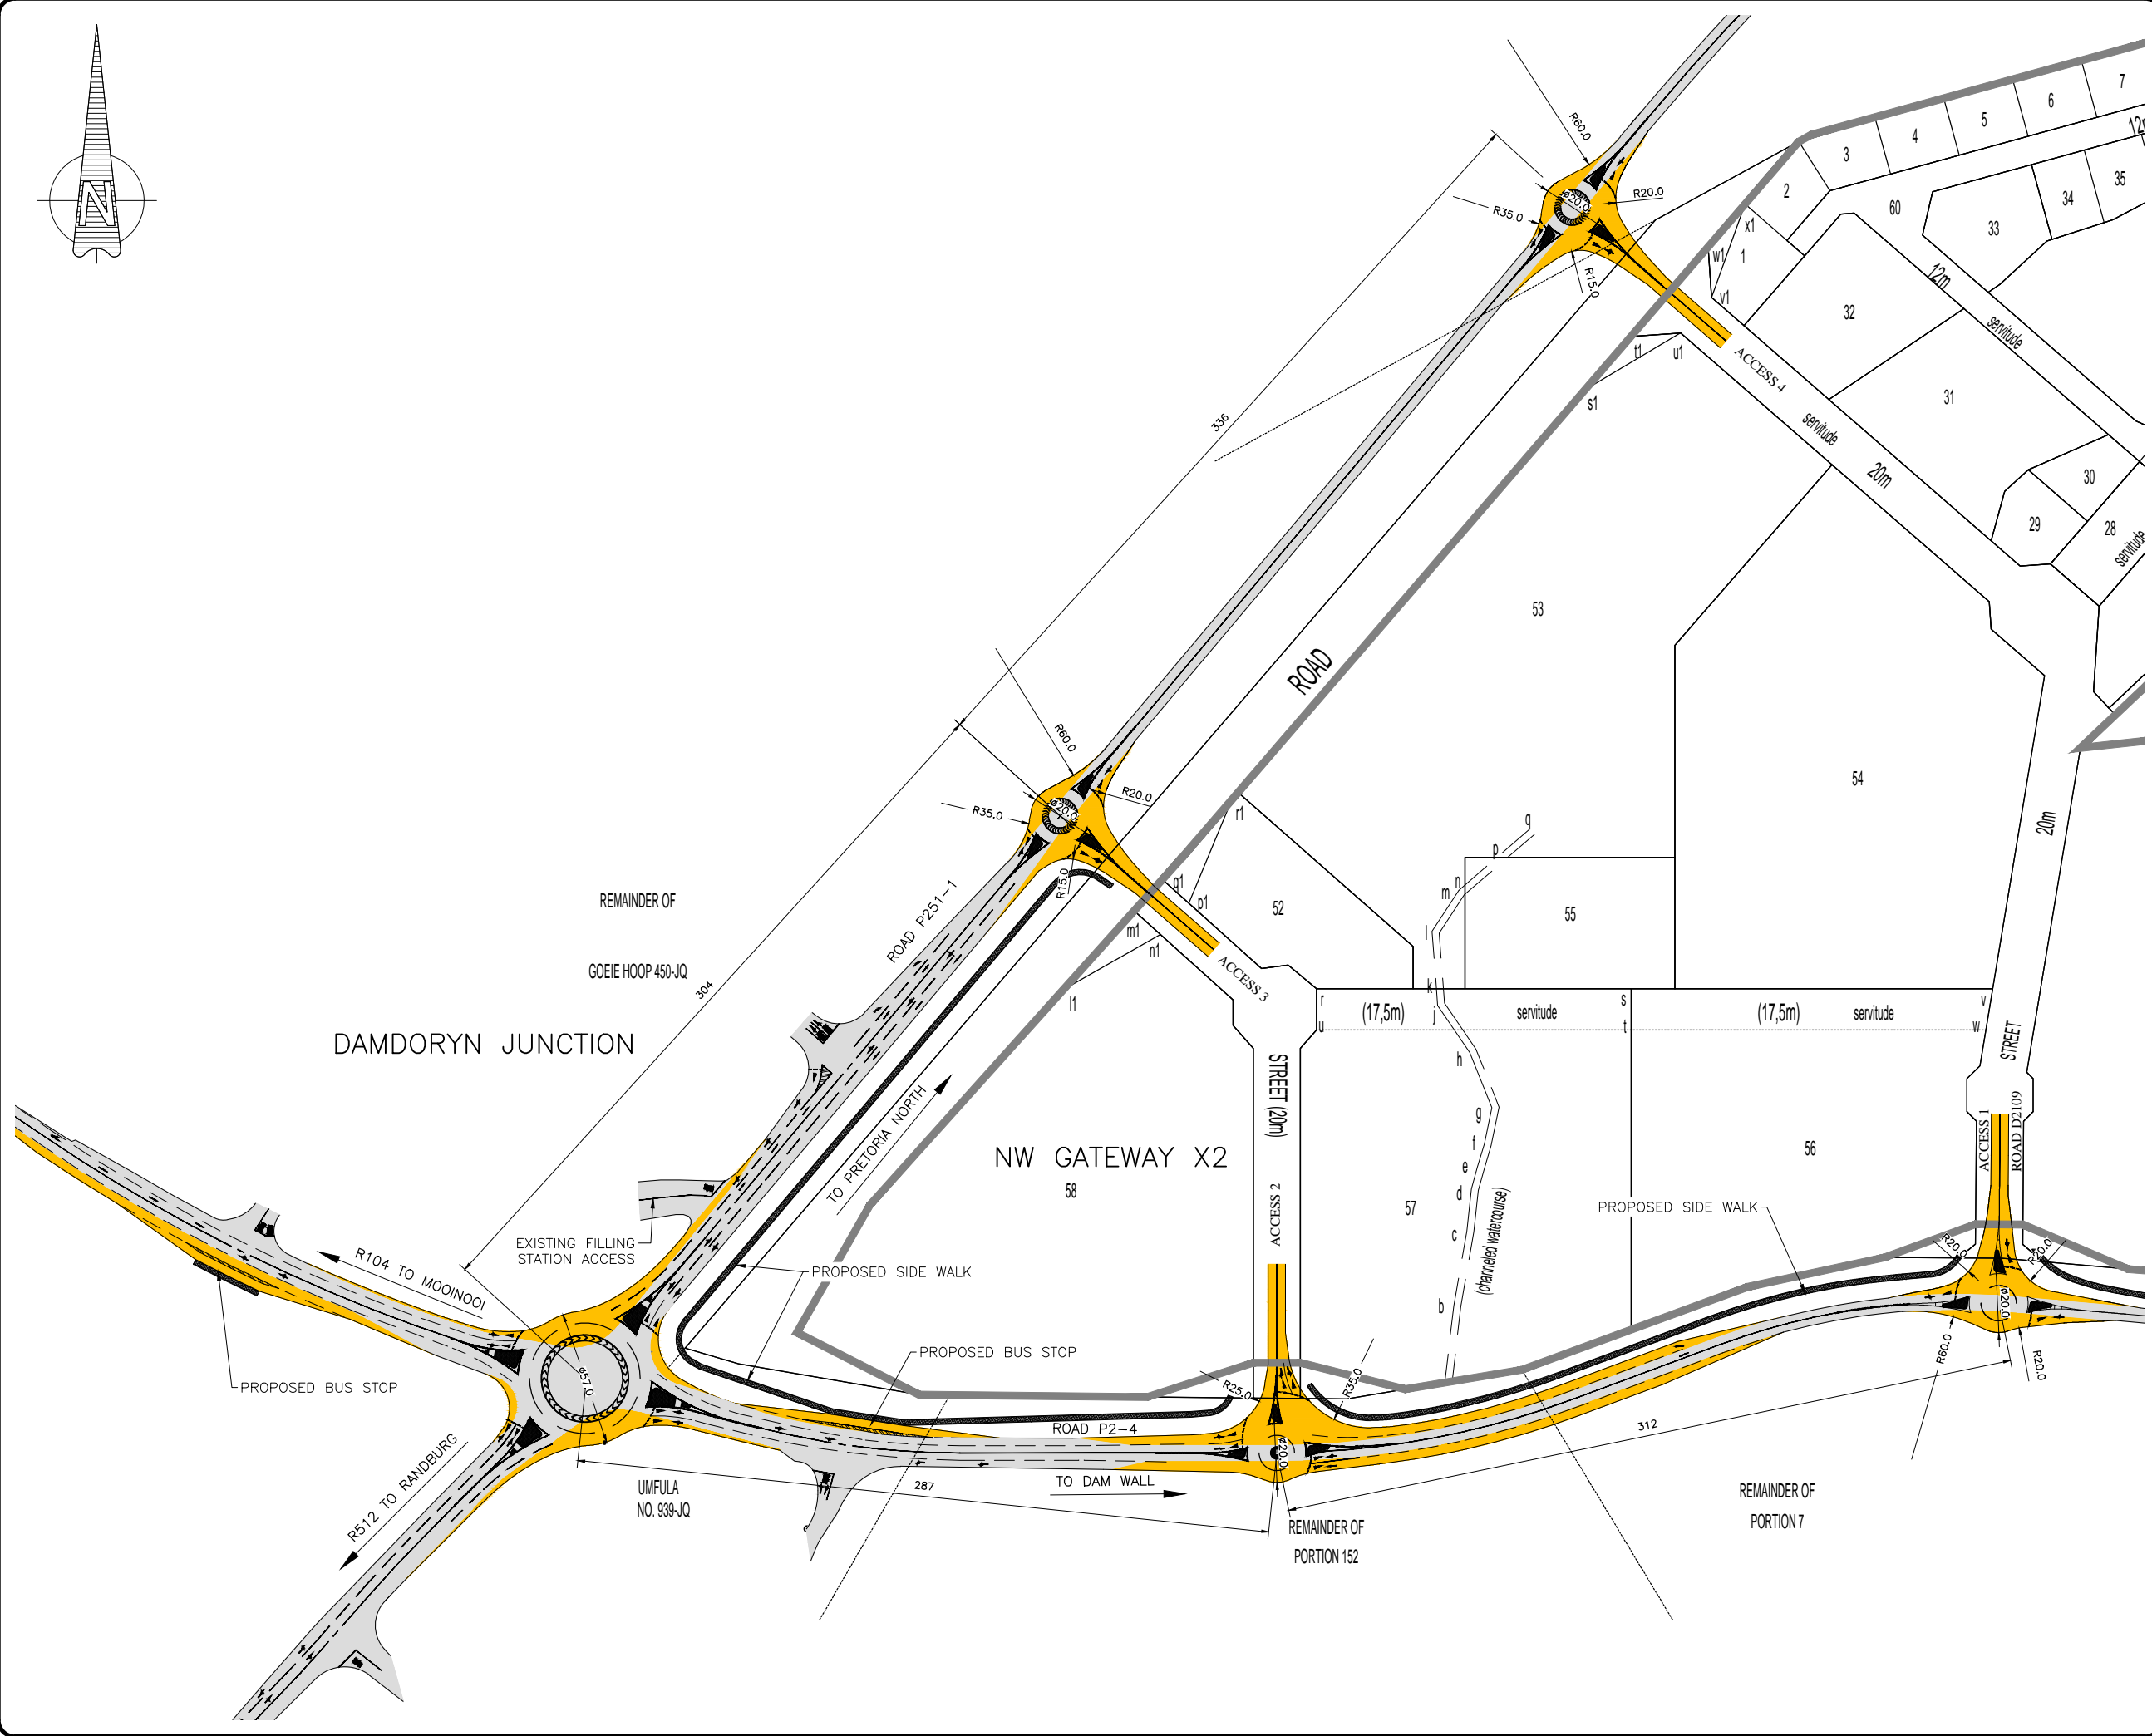 N
R60.0
R20.0
ø20.0
R35.0
R15.0
336
7
6
5
4
3
2
35
34
33
60
x1
w1
1
v1
12m
servitude
32
t1
u1
s1
ACCESS 4
servitude
20m
31
30
29
28
servitude
ROAD
53
54
20m
R60.0
R20.0
ø20.0
R35.0
R15.0
304
ROAD P251-1
REMAINDER OF
GOEIE HOOP 450-JQ
DAMDORYN JUNCTION
r1
q1
p1
52
m1
n1
l1
ACCESS 3
q
p
n
m
l
k
j
h
g
f
e
d
c
b
55
r
u
(17,5m)
servitude
s
t
(17,5m)
servitude
v
w
STREET
STREET (20m)
ACCESS 2
TO PRETORIA NORTH
NW GATEWAY X2
58
57
(channeled watercourse)
56
ACCESS 1
ROAD D2109
PROPOSED SIDE WALK
EXISTING FILLING
STATION ACCESS
R104 TO MOOINOOI
PROPOSED SIDE WALK
PROPOSED BUS STOP
PROPOSED BUS STOP
ø57.0
R512 TO RANDBURG
R25.0
R35.0
ø20.0
R20.0
R20.0
ø20.0
R60.0
R20.0
ROAD P2-4
TO DAM WALL
287
312
UMFULA
NO. 939-JQ
REMAINDER OF
PORTION 152
REMAINDER OF
PORTION 7